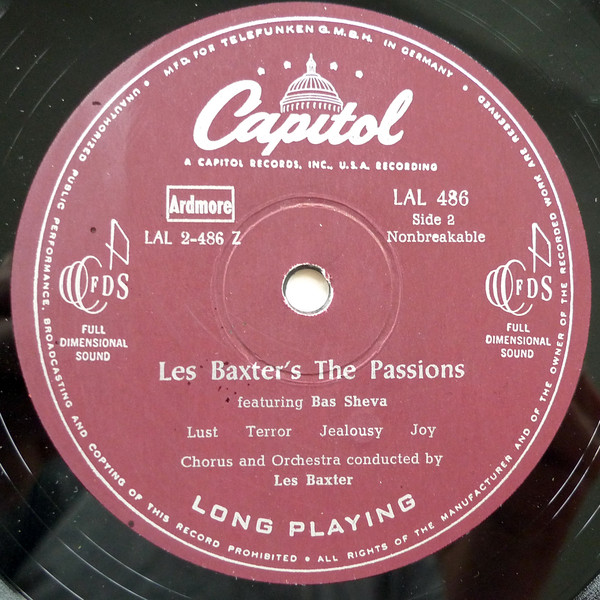 MFD. FOR TELEFUNKEN G.M.B.H. IN GERMANY
Capitol
A CAPITOL RECORDS, INC., U.S.A. RECORDING
Ardmore
LAL 2-486 Z
LAL 486
Side 2
Nonbreakable
FDS
FULL
DIMENSIONAL
SOUND
FDS
FULL
DIMENSIONAL
SOUND
Les Baxter's The Passions
featuring Bas Sheva
Lust Terror Jealousy Joy
Chorus and Orchestra conducted by
Les Baxter
LONG PLAYING
UNAUTHORIZED PUBLIC PERFORMANCE, BROADCASTING AND COPYING OF THIS RECORD PROHIBITED • ALL RIGHTS OF THE MANUFACTURER AND OF THE OWNER OF THE RECORDED WORK ARE RESERVED